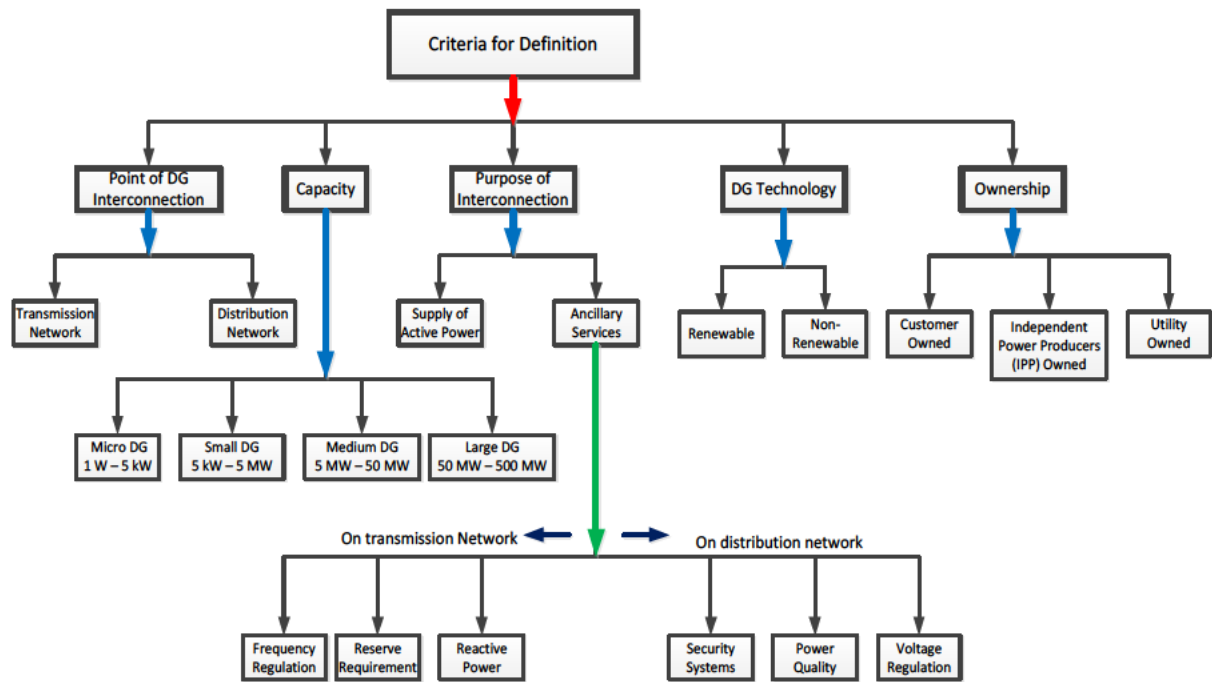 Criteria for Definition
Point of DG
Interconnection
Capacity
Purpose of
Interconnection
DG Technology
Ownership
Transmission
Network
Distribution
Network
Supply of
Active Power
Ancillary
Services
Renewable
Non-
Renewable
Customer
Owned
Independent
Power Producers
(IPP) Owned
Utility
Owned
Micro DG
1 W – 5 kW
Small DG
5 kW – 5 MW
Medium DG
5 MW – 50 MW
Large DG
50 MW – 500 MW
On transmission Network
On distribution network
Frequency
Regulation
Reserve
Requirement
Reactive
Power
Security
Systems
Power
Quality
Voltage
Regulation